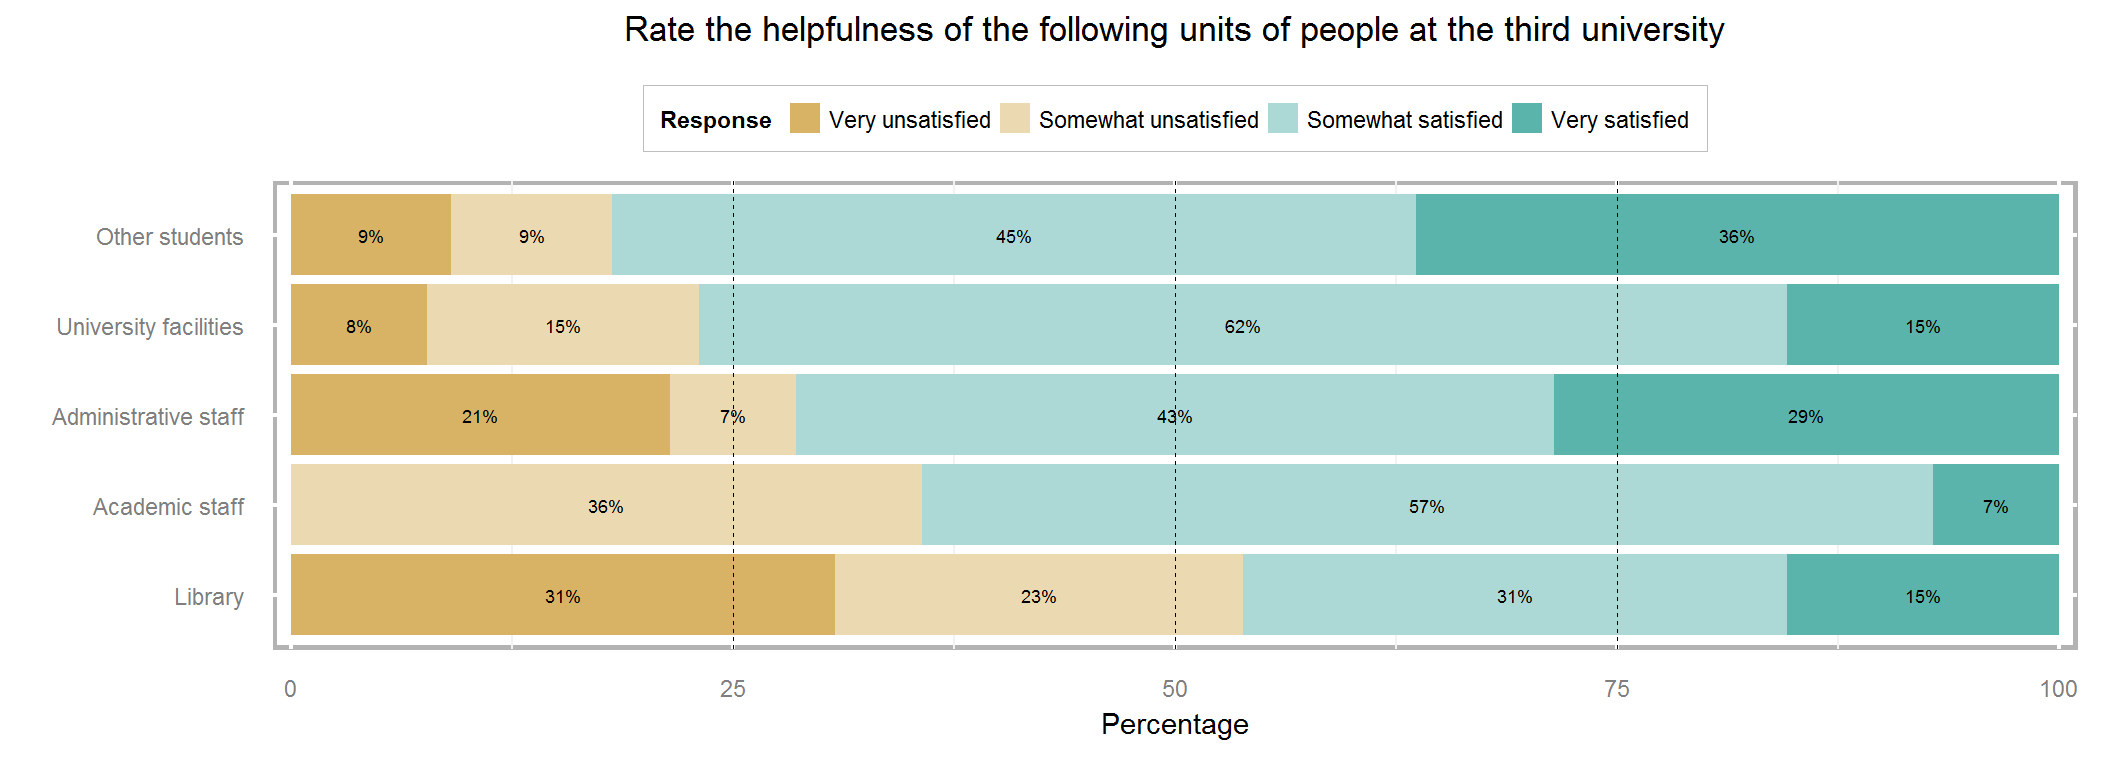 Rate the helpfulness of the following units of people at the third university
Response Very unsatisfied Somewhat unsatisfied Somewhat satisfied Very satisfied
Other students 9% 9% 45% 36%
University facilities 8% 15% 62% 15%
Administrative staff 21% 7% 43% 29%
Academic staff 36% 57% 7%
Library 31% 23% 31% 15%
0 25 50 75 100
Percentage